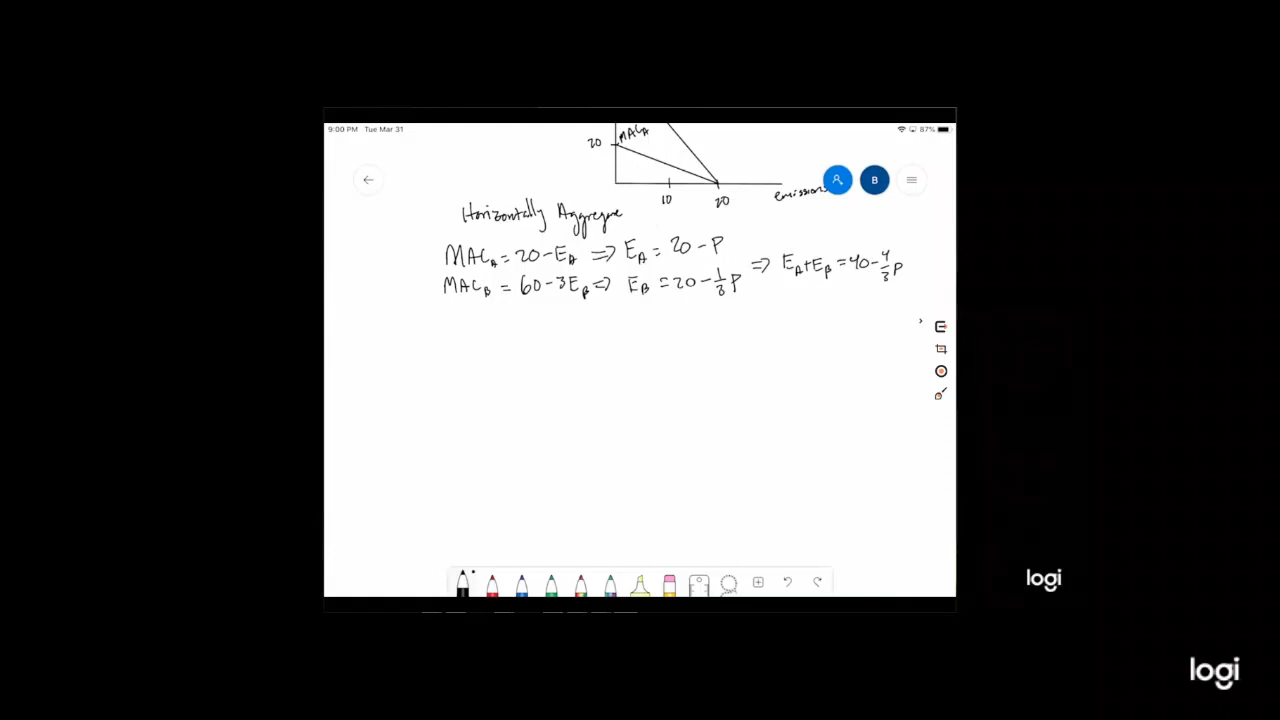 9:00 PM Tue Mar 31
87%
MAC_A
20
B
10
20
emissions
Horizontally Aggregate
MAC_A = 20 - E_A ⇒ E_A = 20 - P
MAC_B = 60 - 3E_B ⇒ E_B = 20 - 1/3 P
⇒ E_A + E_B = 40 - 4/3 P
logi
logi